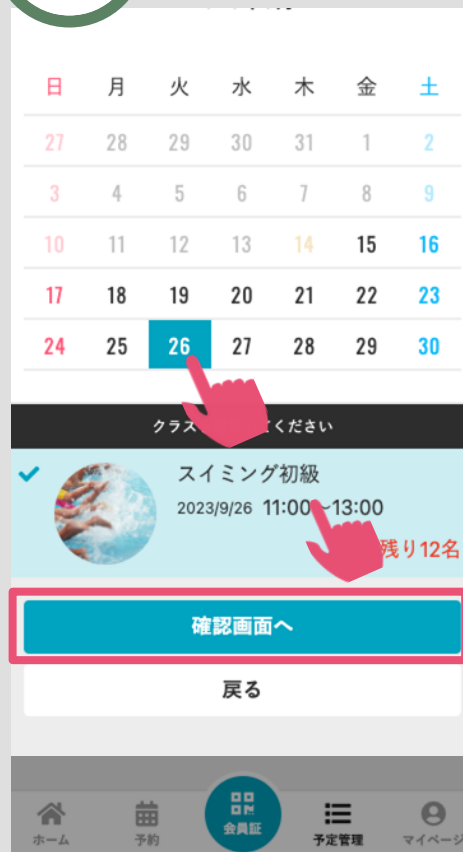 日 月 火 水 木 金 土
27 28 29 30 31 1 2
3 4 5 6 7 8 9
10 11 12 13 14 15 16
17 18 19 20 21 22 23
24 25 26 27 28 29 30
クラス ください
スイミング初級
2023/9/26 11:00~13:00
残り12名
確認画面へ
戻る
ホーム 予約 会員証 予定管理 マイページ